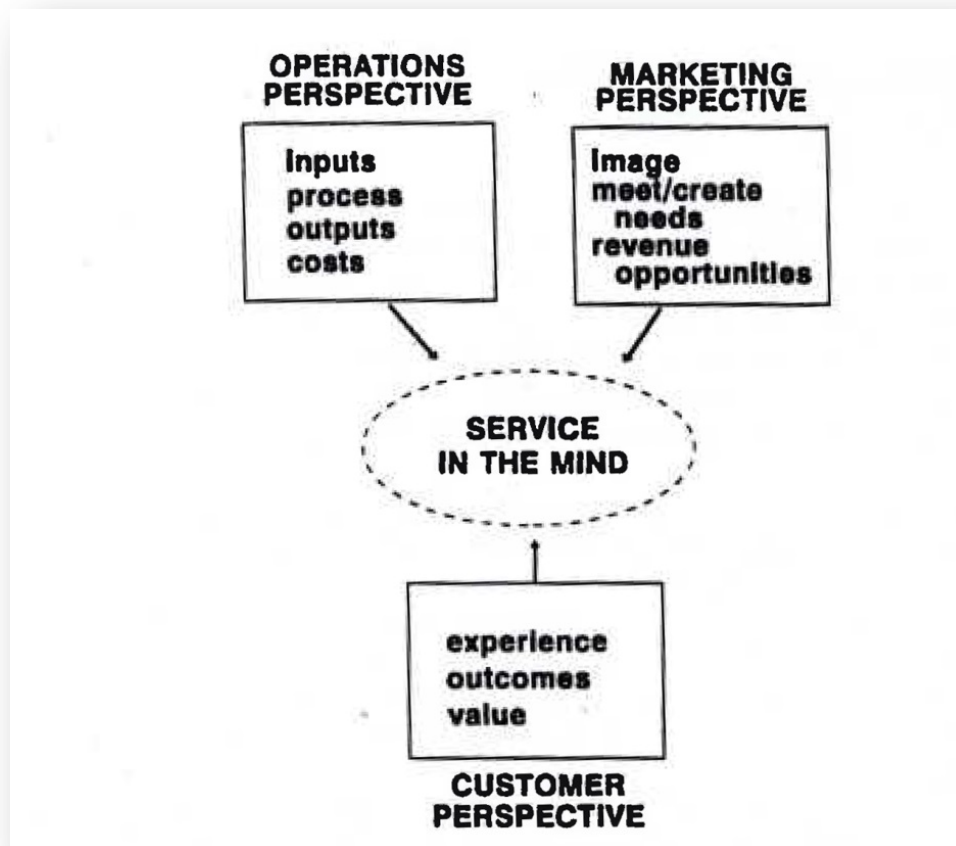 OPERATIONS
PERSPECTIVE
inputs
process
outputs
costs
MARKETING
PERSPECTIVE
image
meet/create
needs
revenue
opportunities
SERVICE
IN THE MIND
experience
outcomes
value
CUSTOMER
PERSPECTIVE